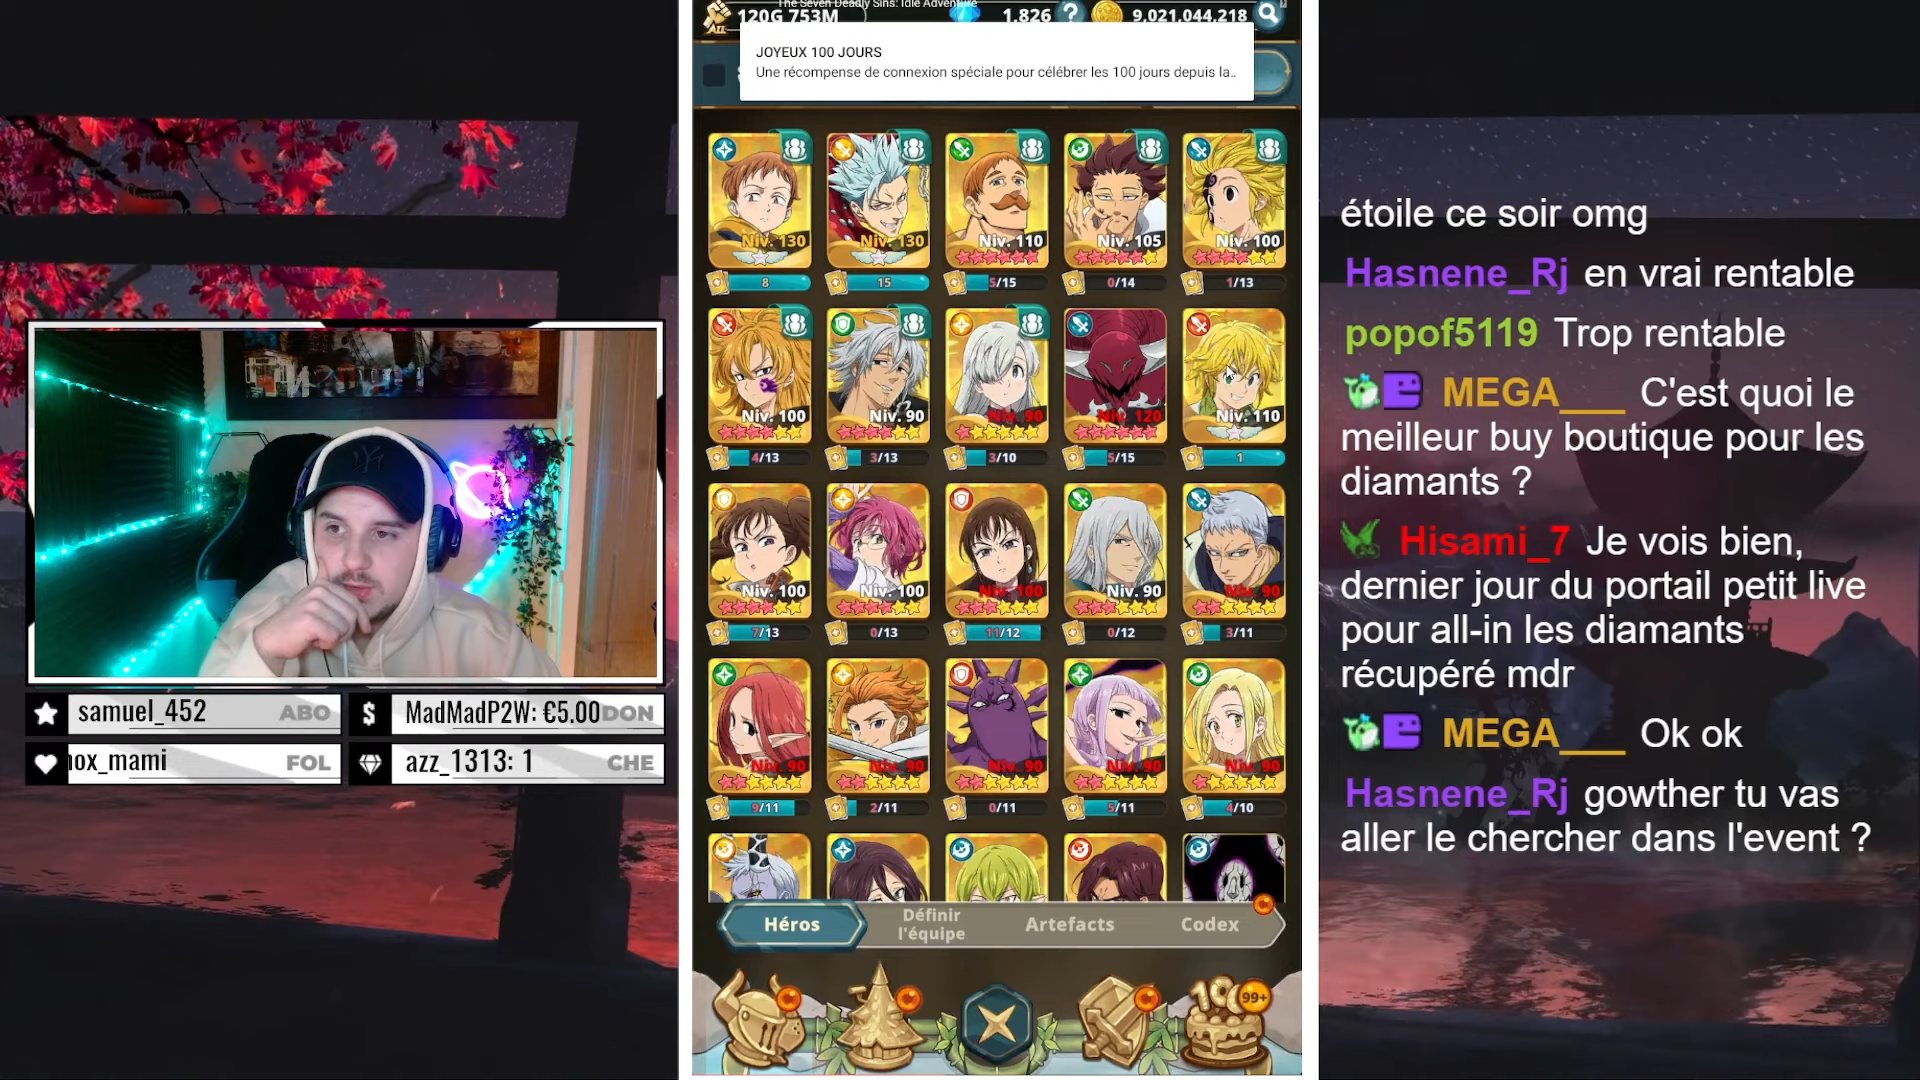 The Seven Deadly Sins: Idle Adventure
ALL
120G 753M
1,826
?
9,021,044,218
JOYEUX 100 JOURS
Une récompense de connexion spéciale pour célébrer les 100 jours depuis la..
Niv. 130
Niv. 130
Niv. 110
Niv. 105
Niv. 100
8
15
5/15
0/14
1/13
Niv. 100
Niv. 90
Niv. 90
Niv. 120
Niv. 110
4/13
3/13
3/10
5/15
1
Niv. 100
Niv. 100
Niv. 100
Niv. 90
Niv. 90
7/13
0/13
11/12
0/12
3/11
Niv. 90
Niv. 90
Niv. 90
Niv. 90
Niv. 90
9/11
2/11
0/11
5/11
4/10
Héros
Définir
l'équipe
Artefacts
Codex
99+
samuel_452
ABO
$
MadMadP2W: €5.00
DON
ox_mami
FOL
azz_1313: 1
CHE
étoile ce soir omg
Hasnene_Rj en vrai rentable
popof5119 Trop rentable
MEGA___ C'est quoi le
meilleur buy boutique pour les
diamants ?
Hisami_7 Je vois bien,
dernier jour du portail petit live
pour all-in les diamants
récupéré mdr
MEGA___ Ok ok
Hasnene_Rj gowther tu vas
aller le chercher dans l'event ?